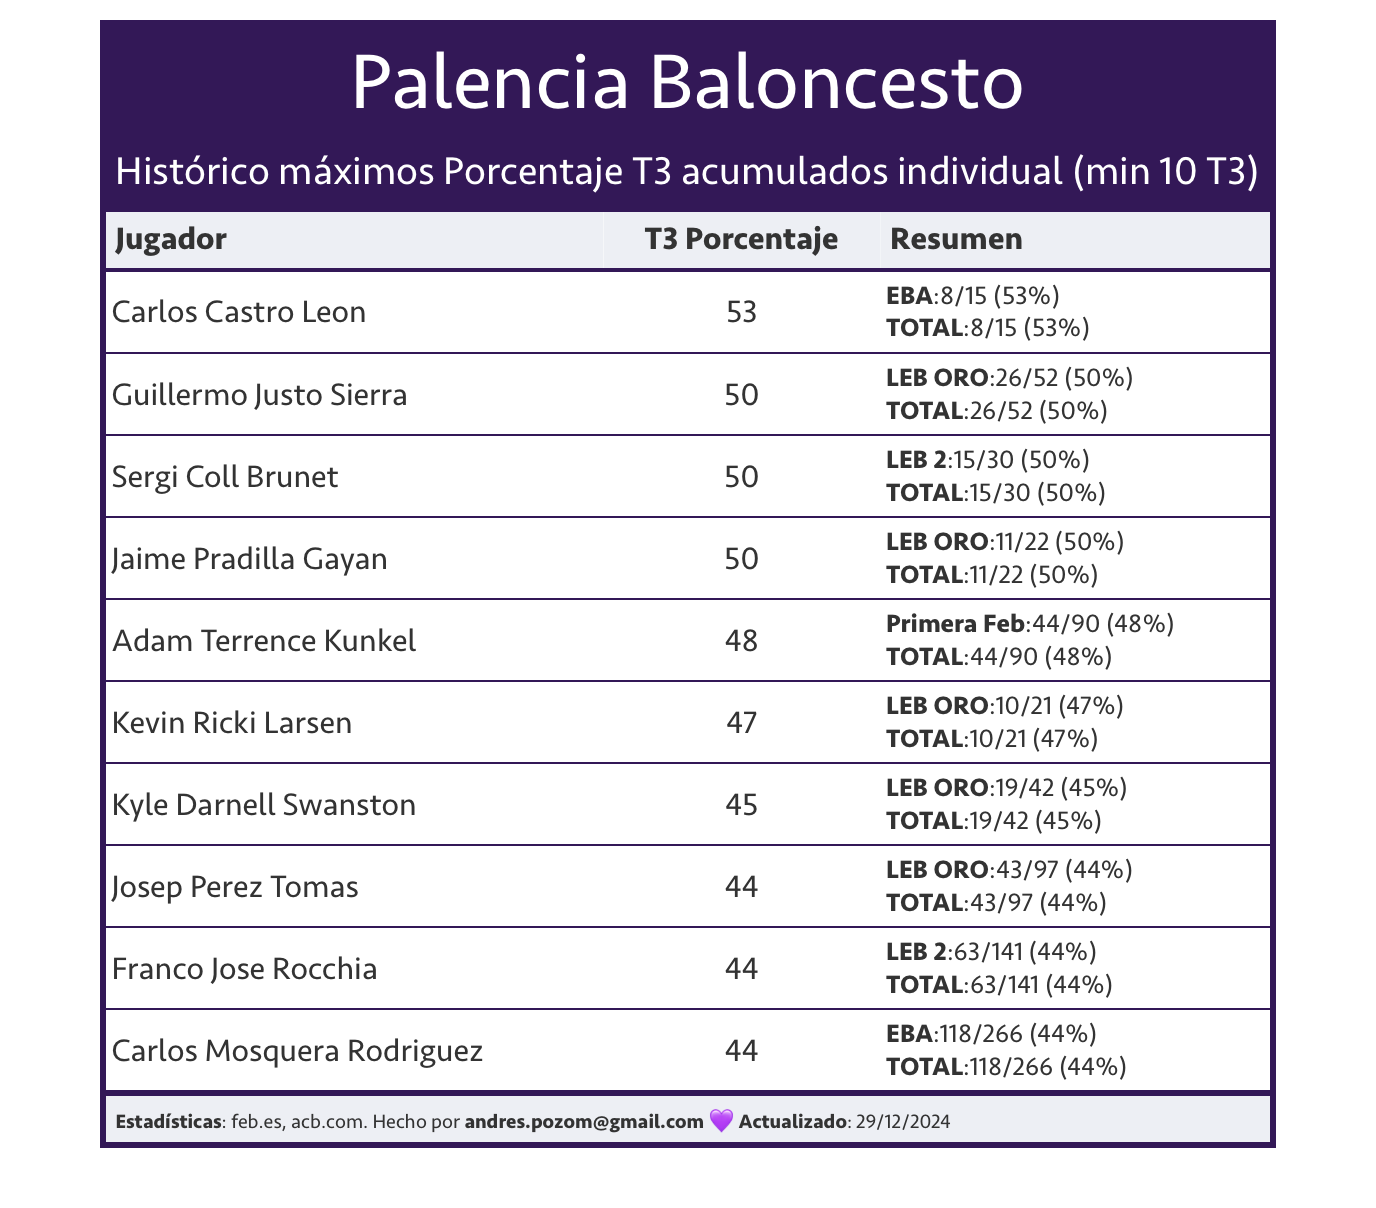 Palencia Baloncesto
Histórico máximos Porcentaje T3 acumulados individual (min 10 T3)
Jugador T3 Porcentaje Resumen
Carlos Castro Leon 53 EBA:8/15 (53%)
TOTAL:8/15 (53%)
Guillermo Justo Sierra 50 LEB ORO:26/52 (50%)
TOTAL:26/52 (50%)
Sergi Coll Brunet 50 LEB 2:15/30 (50%)
TOTAL:15/30 (50%)
Jaime Pradilla Gayan 50 LEB ORO:11/22 (50%)
TOTAL:11/22 (50%)
Adam Terrence Kunkel 48 Primera Feb:44/90 (48%)
TOTAL:44/90 (48%)
Kevin Ricki Larsen 47 LEB ORO:10/21 (47%)
TOTAL:10/21 (47%)
Kyle Darnell Swanston 45 LEB ORO:19/42 (45%)
TOTAL:19/42 (45%)
Josep Perez Tomas 44 LEB ORO:43/97 (44%)
TOTAL:43/97 (44%)
Franco Jose Rocchia 44 LEB 2:63/141 (44%)
TOTAL:63/141 (44%)
Carlos Mosquera Rodriguez 44 EBA:118/266 (44%)
TOTAL:118/266 (44%)
Estadísticas: feb.es, acb.com. Hecho por andres.pozom@gmail.com 💜 Actualizado: 29/12/2024